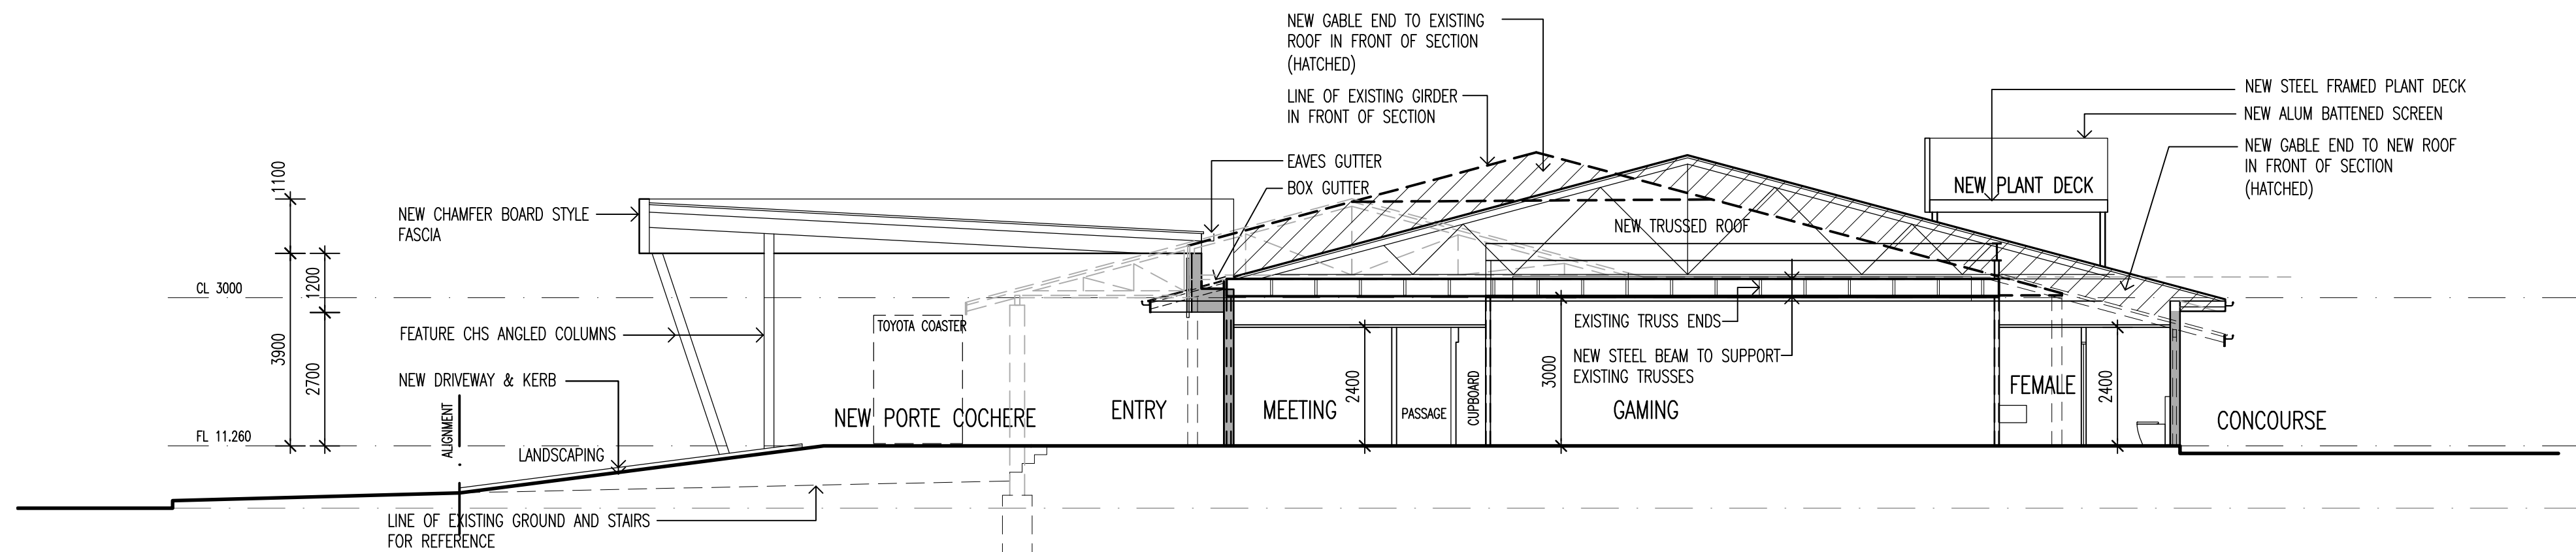 NEW GABLE END TO EXISTING
ROOF IN FRONT OF SECTION
(HATCHED)
LINE OF EXISTING GIRDER
IN FRONT OF SECTION
EAVES GUTTER
BOX GUTTER
NEW STEEL FRAMED PLANT DECK
NEW ALUM BATTENED SCREEN
NEW GABLE END TO NEW ROOF
IN FRONT OF SECTION
(HATCHED)
NEW PLANT DECK
NEW TRUSSED ROOF
1100
NEW CHAMFER BOARD STYLE
FASCIA
1200
CL 3000
3900
2700
FEATURE CHS ANGLED COLUMNS
NEW DRIVEWAY & KERB
ALIGNMENT
FL 11.260
LANDSCAPING
LINE OF EXISTING GROUND AND STAIRS
FOR REFERENCE
TOYOTA COASTER
NEW PORTE COCHERE
ENTRY
MEETING
2400
PASSAGE
CUPBOARD
3000
EXISTING TRUSS ENDS
NEW STEEL BEAM TO SUPPORT
EXISTING TRUSSES
GAMING
FEMALE
2400
CONCOURSE